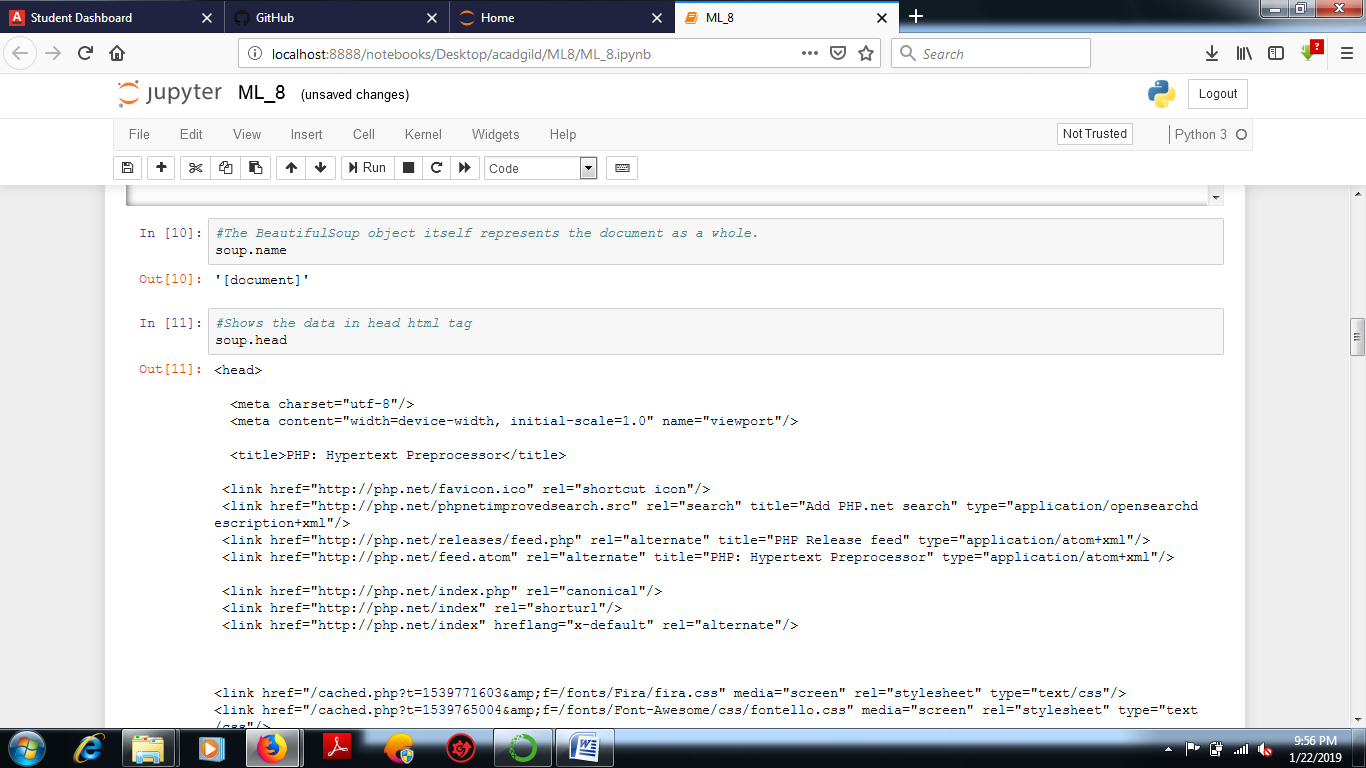 Student Dashboard
GitHub
Home
ML_8
localhost:8888/notebooks/Desktop/acadgild/ML8/ML_8.ipynb
Search
jupyter ML_8 (unsaved changes)
Logout
File Edit View Insert Cell Kernel Widgets Help
Not Trusted
Python 3
Run
Code
In [10]: #The BeautifulSoup object itself represents the document as a whole.
soup.name
Out[10]: '[document]'
In [11]: #Shows the data in head html tag
soup.head
Out[11]: <head>
<meta charset="utf-8"/>
<meta content="width=device-width, initial-scale=1.0" name="viewport"/>
<title>PHP: Hypertext Preprocessor</title>
<link href="http://php.net/favicon.ico" rel="shortcut icon"/>
<link href="http://php.net/phpnetimprovedsearch.src" rel="search" title="Add PHP.net search" type="application/opensearchd
escription+xml"/>
<link href="http://php.net/releases/feed.php" rel="alternate" title="PHP Release feed" type="application/atom+xml"/>
<link href="http://php.net/feed.atom" rel="alternate" title="PHP: Hypertext Preprocessor" type="application/atom+xml"/>
<link href="http://php.net/index.php" rel="canonical"/>
<link href="http://php.net/index" rel="shorturl"/>
<link href="http://php.net/index" hreflang="x-default" rel="alternate"/>
<link href="/cached.php?t=1539771603&amp;f=/fonts/Fira/fira.css" media="screen" rel="stylesheet" type="text/css"/>
<link href="/cached.php?t=1539765004&amp;f=/fonts/Font-Awesome/css/fontello.css" media="screen" rel="stylesheet" type="text
/css"/>
9:56 PM
1/22/2019